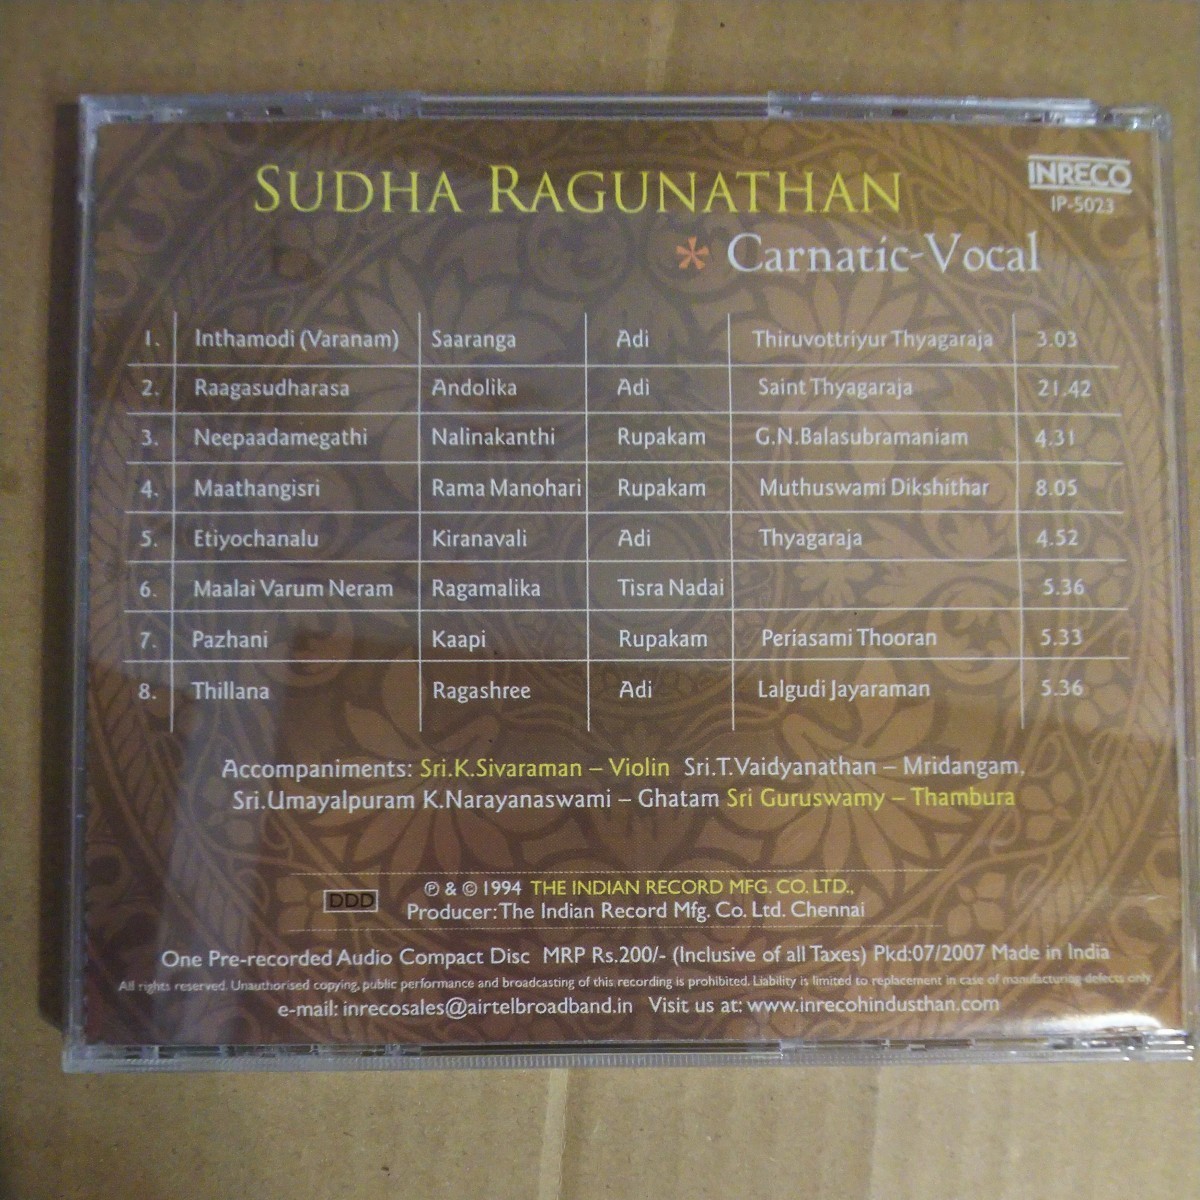 SUDHA RAGUNATHAN
INRECO
IP-5023
* Carnatic-Vocal
1. Inthamodi (Varanam) Saaranga Adi Thiruvottriyur Thyagaraja 3.03
2. Raagasudharasa Andolika Adi Saint Thyagaraja 21.42
3. Neepaadamegathi Nalinakanthi Rupakam G.N.Balasubramaniam 4.31
4. Maathangisri Rama Manohari Rupakam Muthuswami Dikshithar 8.05
5. Etiyochanalu Kiranavali Adi Thyagaraja 4.52
6. Maalai Varum Neram Ragamalika Tisra Nadai 5.36
7. Pazhani Kaapi Rupakam Periasami Thooran 5.33
8. Thillana Ragashree Adi Lalgudi Jayaraman 5.36
Accompaniments: Sri.K.Sivaraman – Violin Sri.T.Vaidyanathan – Mridangam,
Sri.Umayalpuram K.Narayanaswami – Ghatam Sri Guruswamy – Thambura
DDD
℗ & © 1994 THE INDIAN RECORD MFG. CO. LTD.,
Producer:The Indian Record Mfg. Co. Ltd. Chennai
One Pre-recorded Audio Compact Disc MRP Rs.200/- (Inclusive of all Taxes) Pkd:07/2007 Made in India
All rights reserved. Unauthorised copying, public performance and broadcasting of this recording is prohibited. Liability is limited to replacement in case of manufacturing defects only.
e-mail: inrecosales@airtelbroadband.in Visit us at: www.inrecohindusthan.com